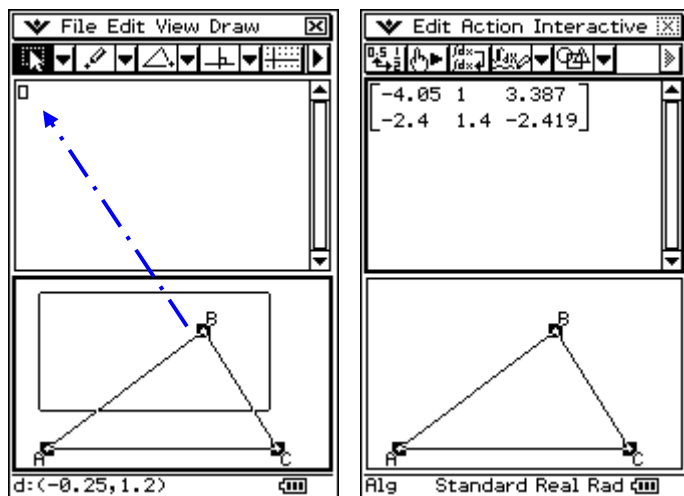 File Edit View Draw
B
A
C
d:(-0.25,1.2)
Edit Action Interactive
-4.05 1 3.387
-2.4 1.4 -2.419
B
A
C
Alg Standard Real Rad